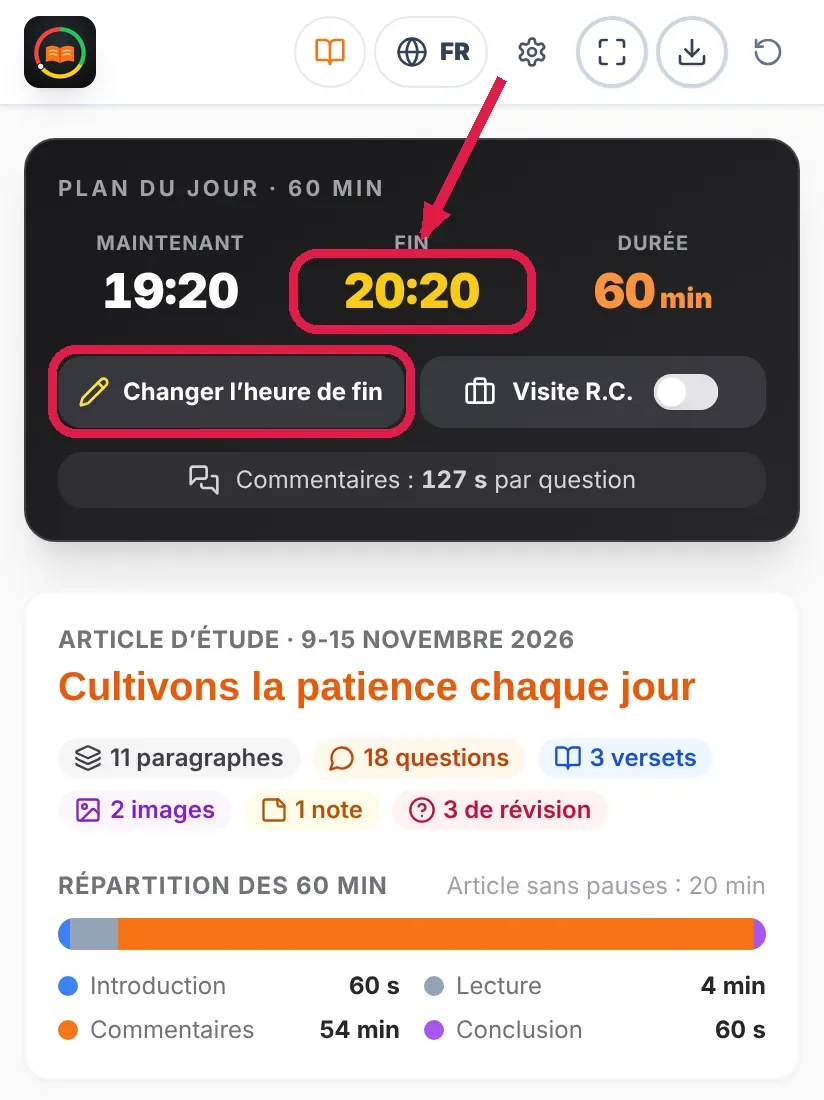 FR
PLAN DU JOUR · 60 MIN
MAINTENANT FIN DURÉE
19:20 20:20 60 min
Changer l’heure de fin Visite R.C.
Commentaires : 127 s par question
ARTICLE D’ÉTUDE · 9-15 NOVEMBRE 2026
Cultivons la patience chaque jour
11 paragraphes 18 questions 3 versets
2 images 1 note 3 de révision
RÉPARTITION DES 60 MIN Article sans pauses : 20 min
Introduction 60 s Lecture 4 min
Commentaires 54 min Conclusion 60 s